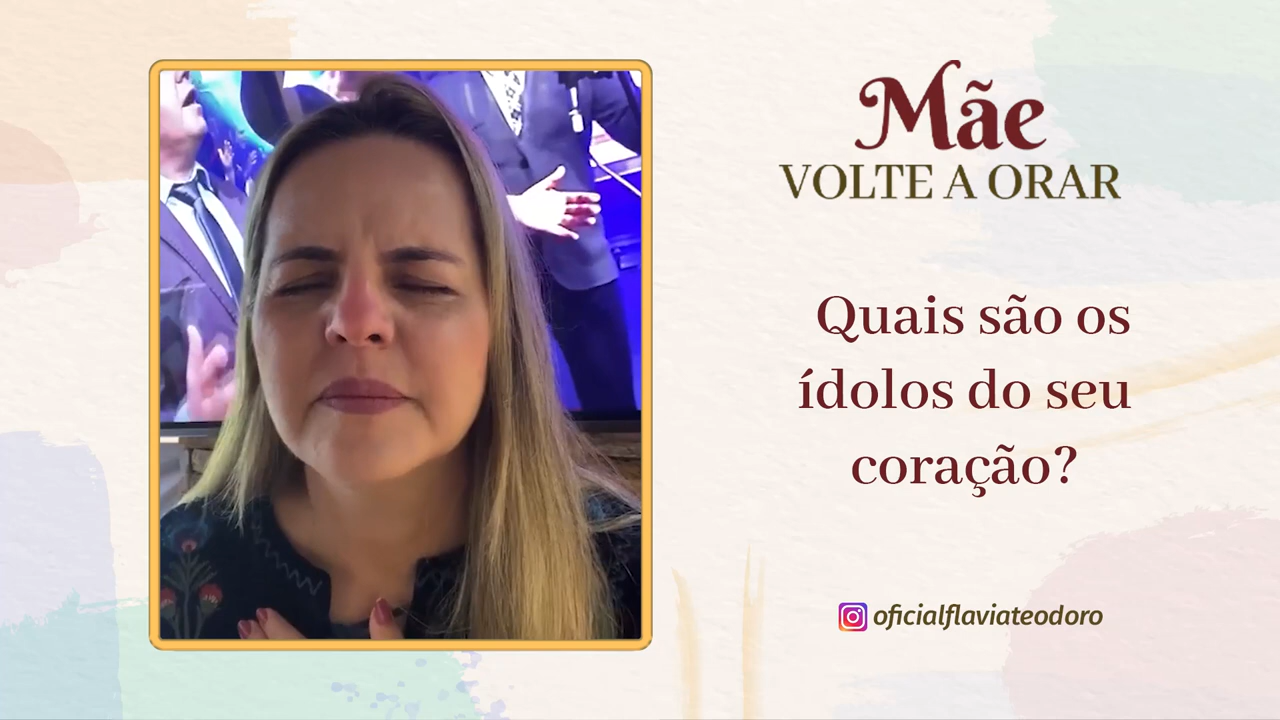 Mãe
VOLTE A ORAR
Quais são os
ídolos do seu
coração?
oficialflaviateodoro